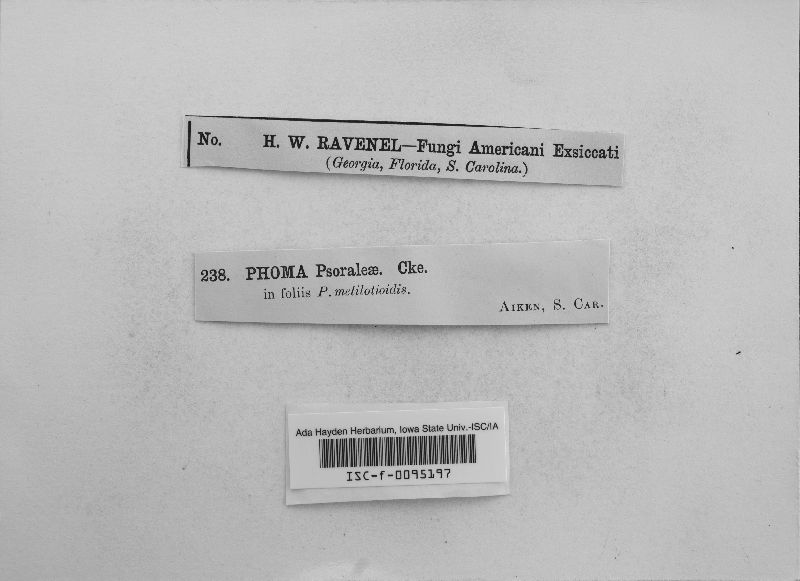 No. H. W. RAVENEL—Fungi Americani Exsiccati
(Georgia, Florida, S. Carolina.)
238. PHOMA Psoraleæ. Cke.
in foliis P. melilotioidis.
AIKEN, S. CAR.
Ada Hayden Herbarium, Iowa State Univ.-ISC/IA
ISC-f-0095197